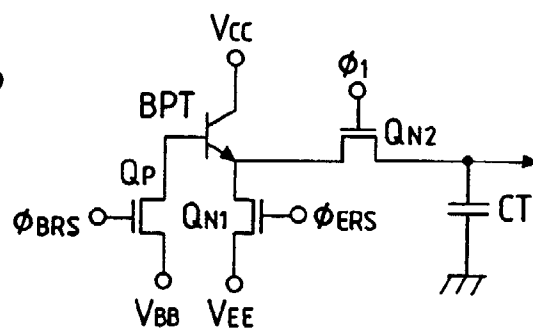 VCC
φ1
BPT
QN2
QP
φBRS
QN1
φERS
CT
VBB
VEE